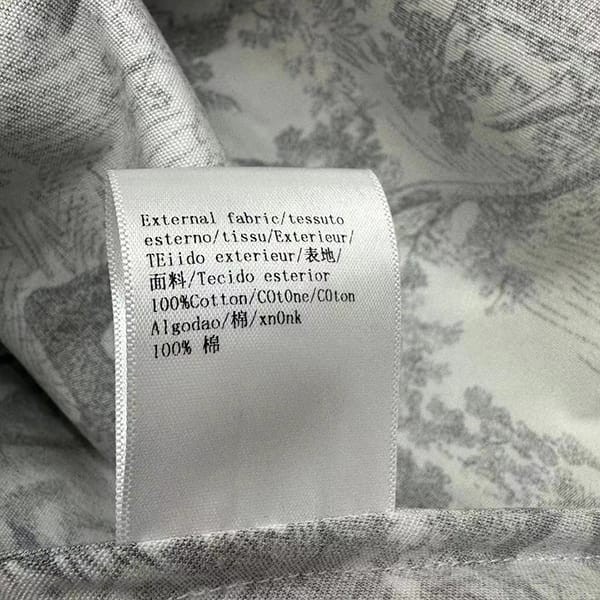 External fabric/tessuto
esterno/tissu/Exterieur/
TEiido exterieur/表地/
面料/Tecido esterior
100%Cotton/COtOne/COton
Algodao/棉/xnOnk
100% 棉